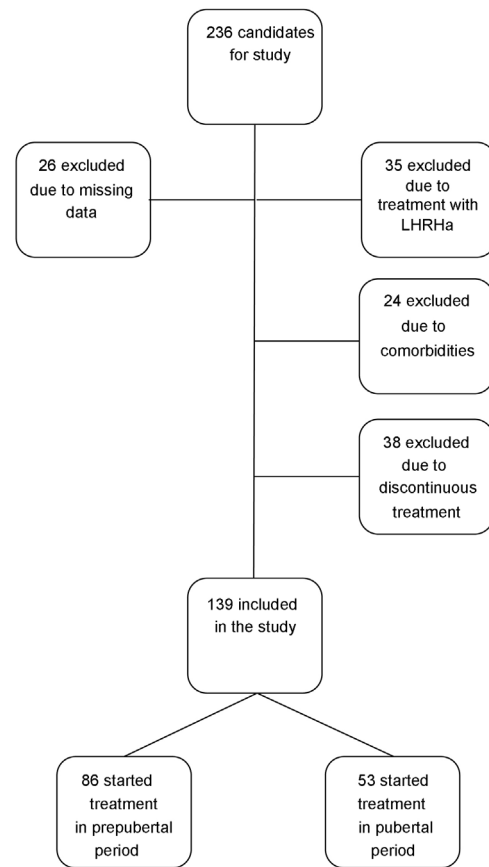 236 candidates
for study
26 excluded
due to missing
data
35 excluded
due to
treatment with
LHRHa
24 excluded
due to
comorbidities
38 excluded
due to
discontinuous
treatment
139 included
in the study
86 started
treatment
in prepubertal
period
53 started
treatment
in pubertal
period